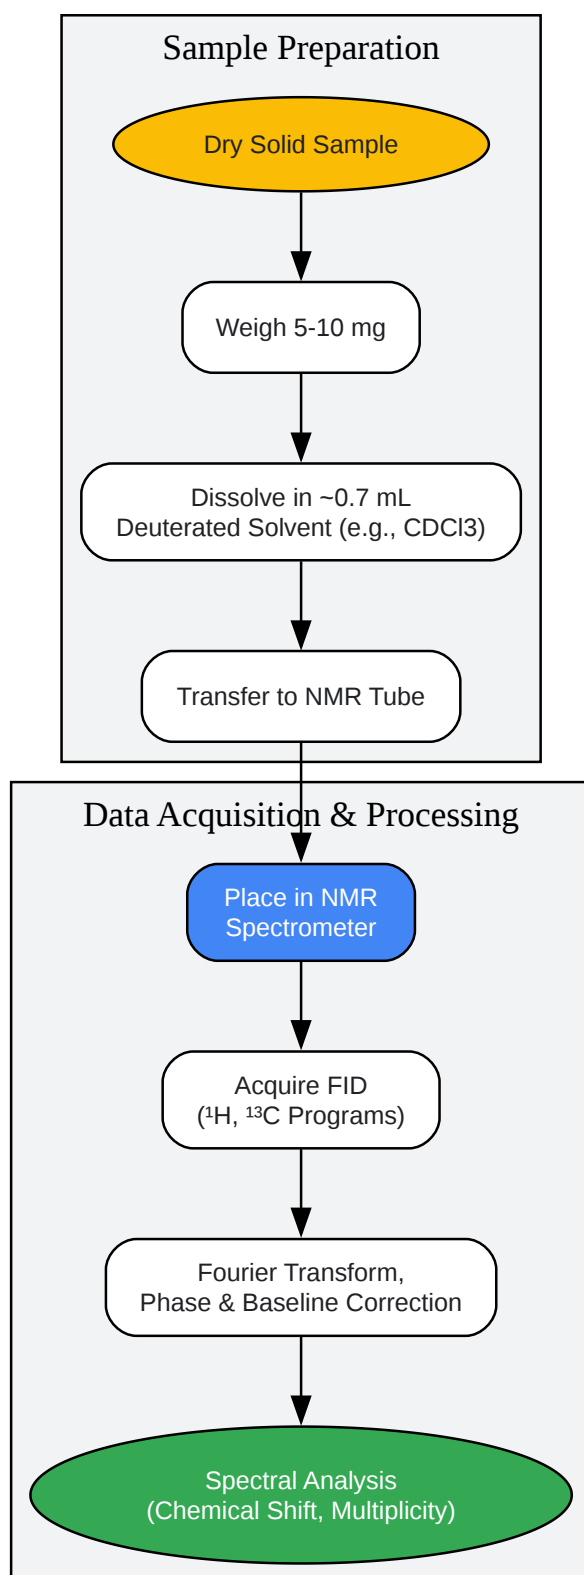 Sample Preparation
Dry Solid Sample
Weigh 5-10 mg
Dissolve in ~0.7 mL
Deuterated Solvent (e.g., CDCl3)
Transfer to NMR Tube
Data Acquisition & Processing
Place in NMR
Spectrometer
Acquire FID
(¹H, ¹³C Programs)
Fourier Transform,
Phase & Baseline Correction
Spectral Analysis
(Chemical Shift, Multiplicity)